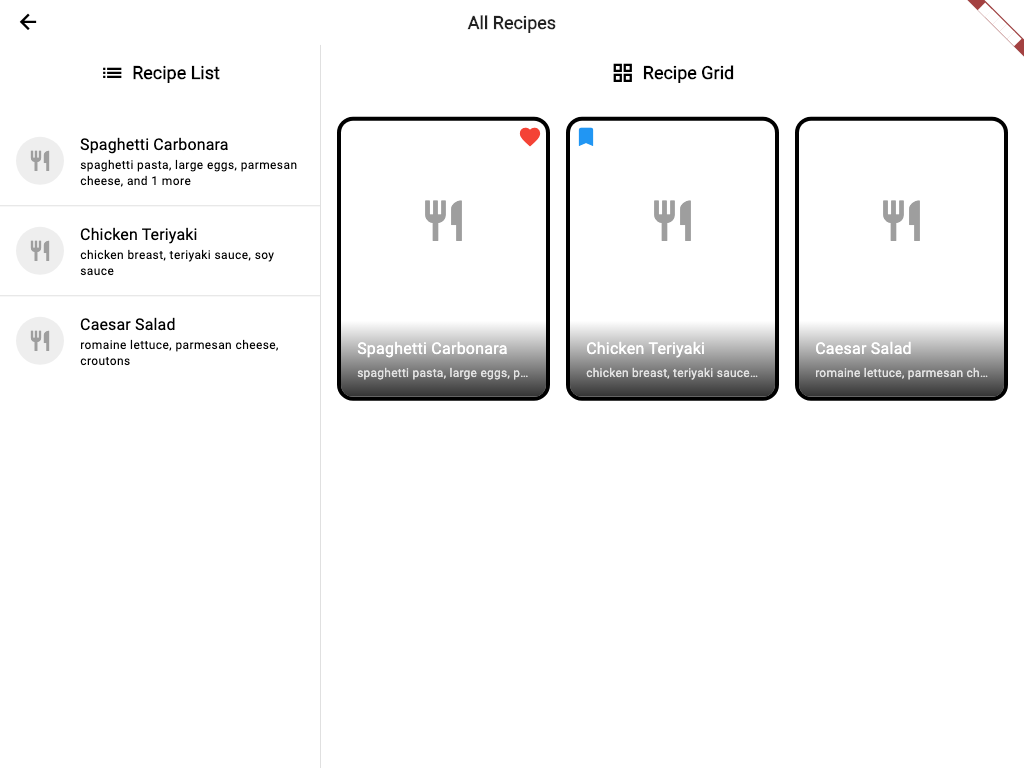 All Recipes
Recipe List
Spaghetti Carbonara
spaghetti pasta, large eggs, parmesan
cheese, and 1 more
Chicken Teriyaki
chicken breast, teriyaki sauce, soy
sauce
Caesar Salad
romaine lettuce, parmesan cheese,
croutons
Recipe Grid
Spaghetti Carbonara
spaghetti pasta, large eggs, p...
Chicken Teriyaki
chicken breast, teriyaki sauce...
Caesar Salad
romaine lettuce, parmesan ch...